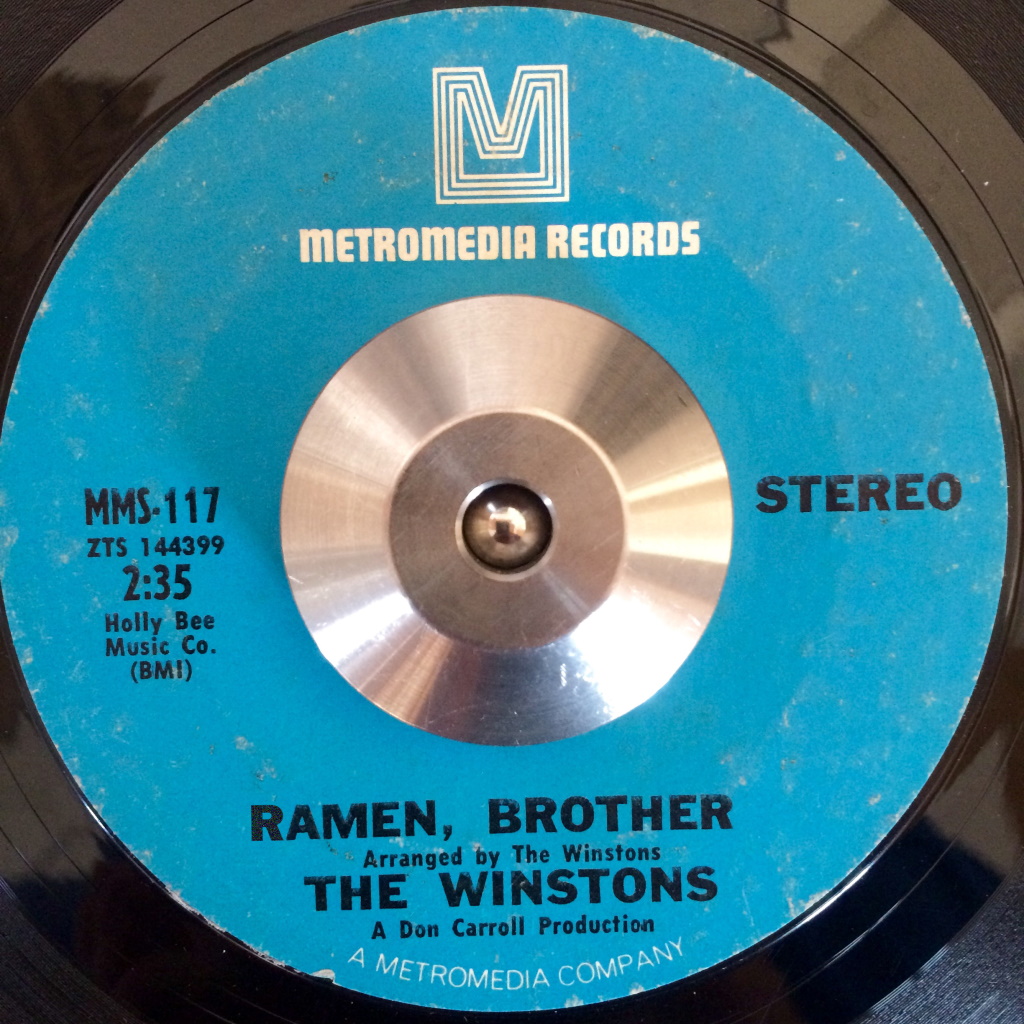 METROMEDIA RECORDS
MMS-117
ZTS 144399
2:35
Holly Bee
Music Co.
(BMI)
STEREO
RAMEN, BROTHER
Arranged by The Winstons
THE WINSTONS
A Don Carroll Production
A METROMEDIA COMPANY